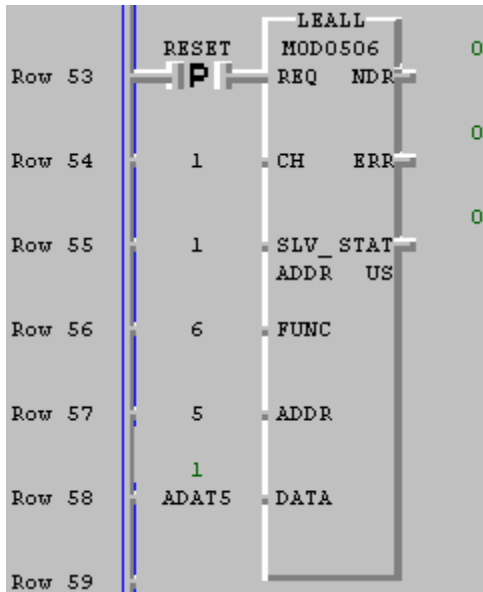 LEALL
RESET MOD0506 0
Row 53 P REQ NDR
0
Row 54 1 CH ERR
0
Row 55 1 SLV_ STAT
ADDR US
Row 56 6 FUNC
Row 57 5 ADDR
1
Row 58 ADAT5 DATA
Row 59